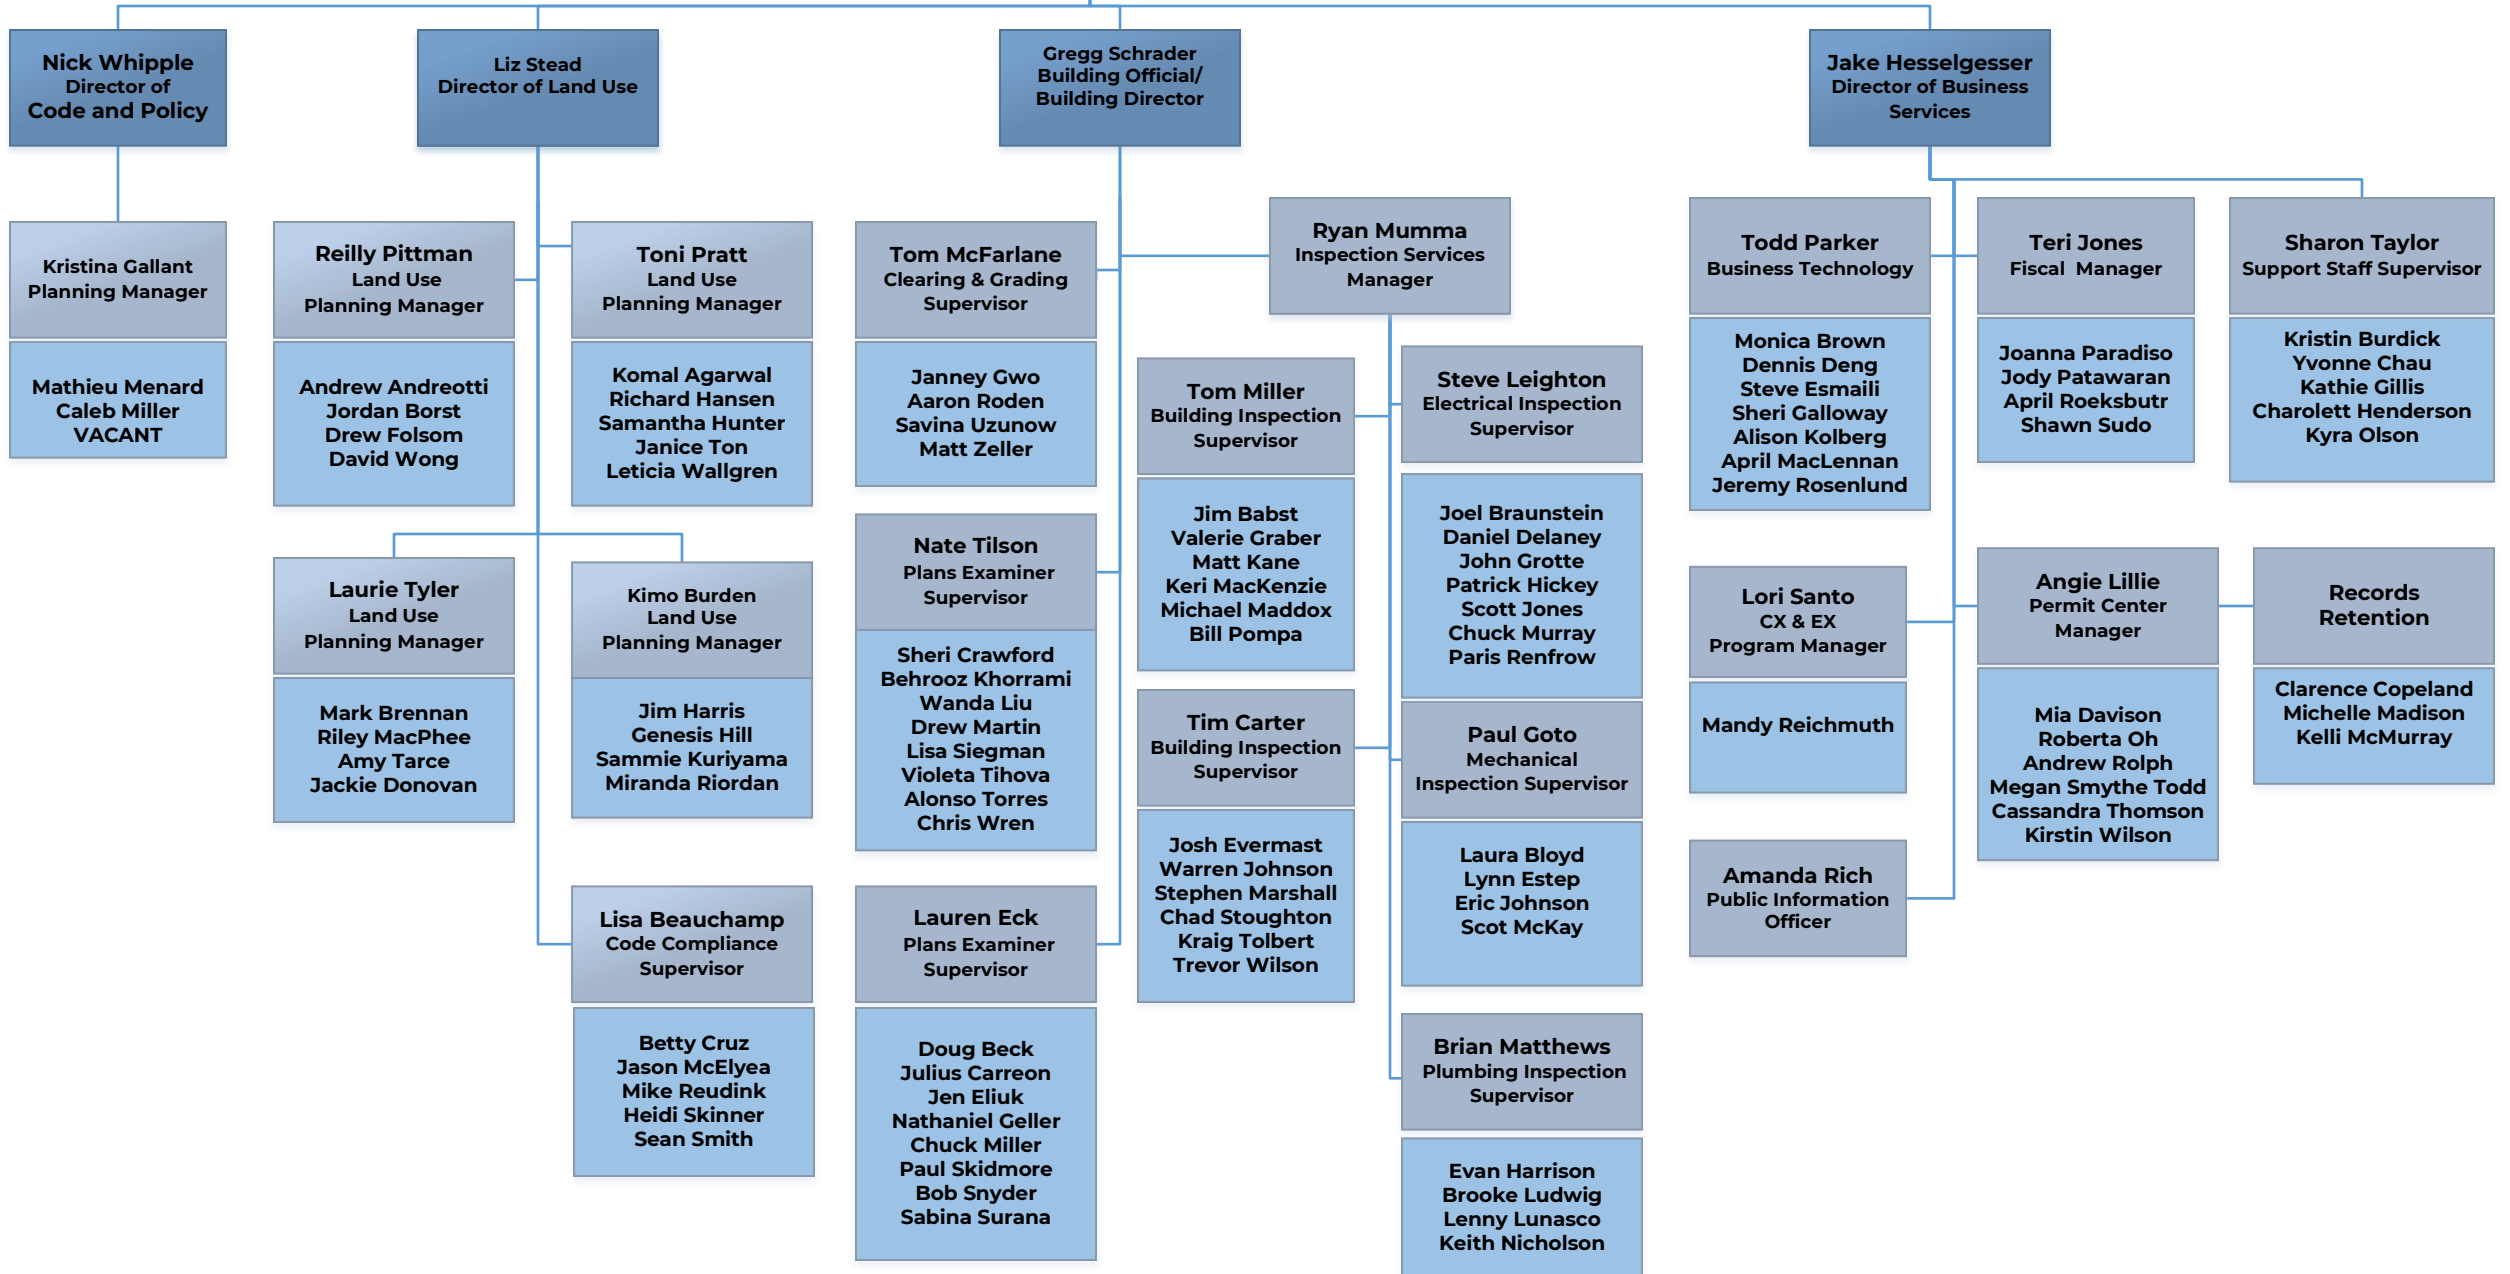 Nick Whipple
Director of
Code and Policy
Liz Stead
Director of Land Use
Gregg Schrader
Building Official/
Building Director
Jake Hesselgesser
Director of Business
Services
Kristina Gallant
Planning Manager
Mathieu Menard
Caleb Miller
VACANT
Reilly Pittman
Land Use
Planning Manager
Andrew Andreotti
Jordan Borst
Drew Folsom
David Wong
Toni Pratt
Land Use
Planning Manager
Komal Agarwal
Richard Hansen
Samantha Hunter
Janice Ton
Leticia Wallgren
Laurie Tyler
Land Use
Planning Manager
Mark Brennan
Riley MacPhee
Amy Tarce
Jackie Donovan
Kimo Burden
Land Use
Planning Manager
Jim Harris
Genesis Hill
Sammie Kuriyama
Miranda Riordan
Lisa Beauchamp
Code Compliance
Supervisor
Betty Cruz
Jason McElyea
Mike Reudink
Heidi Skinner
Sean Smith
Tom McFarlane
Clearing & Grading
Supervisor
Janney Gwo
Aaron Roden
Savina Uzunow
Matt Zeller
Nate Tilson
Plans Examiner
Supervisor
Sheri Crawford
Behrooz Khorrami
Wanda Liu
Drew Martin
Lisa Siegman
Violeta Tihova
Alonso Torres
Chris Wren
Lauren Eck
Plans Examiner
Supervisor
Doug Beck
Julius Carreon
Jen Eliuk
Nathaniel Geller
Chuck Miller
Paul Skidmore
Bob Snyder
Sabina Surana
Ryan Mumma
Inspection Services
Manager
Tom Miller
Building Inspection
Supervisor
Jim Babst
Valerie Graber
Matt Kane
Keri MacKenzie
Michael Maddox
Bill Pompa
Tim Carter
Building Inspection
Supervisor
Josh Evermast
Warren Johnson
Stephen Marshall
Chad Stoughton
Kraig Tolbert
Trevor Wilson
Steve Leighton
Electrical Inspection
Supervisor
Joel Braunstein
Daniel Delaney
John Grotte
Patrick Hickey
Scott Jones
Chuck Murray
Paris Renfrow
Paul Goto
Mechanical
Inspection Supervisor
Laura Bloyd
Lynn Estep
Eric Johnson
Scot McKay
Brian Matthews
Plumbing Inspection
Supervisor
Evan Harrison
Brooke Ludwig
Lenny Lunasco
Keith Nicholson
Todd Parker
Business Technology
Monica Brown
Dennis Deng
Steve Esmaili
Sheri Galloway
Alison Kolberg
April MacLennan
Jeremy Rosenlund
Teri Jones
Fiscal Manager
Joanna Paradiso
Jody Patawaran
April Roeksbutr
Shawn Sudo
Sharon Taylor
Support Staff Supervisor
Kristin Burdick
Yvonne Chau
Kathie Gillis
Charolett Henderson
Kyra Olson
Lori Santo
CX & EX
Program Manager
Mandy Reichmuth
Angie Lillie
Permit Center
Manager
Mia Davison
Roberta Oh
Andrew Rolph
Megan Smythe Todd
Cassandra Thomson
Kirstin Wilson
Records
Retention
Clarence Copeland
Michelle Madison
Kelli McMurray
Amanda Rich
Public Information
Officer